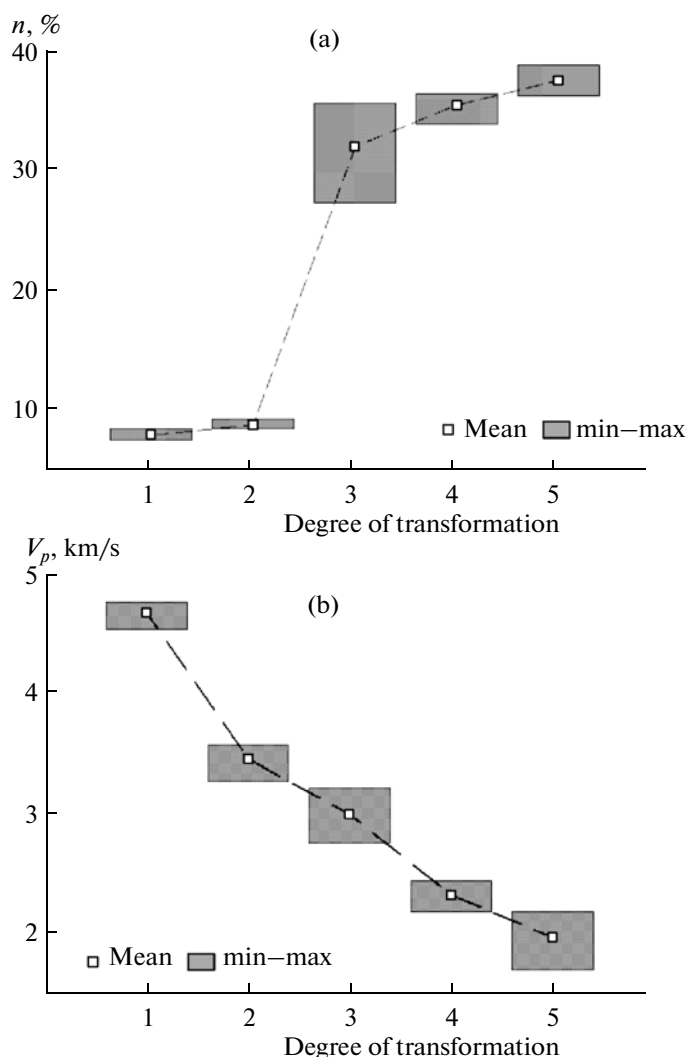 n, %
(a)
40
30
20
10
Mean
min–max
1 2 3 4 5
Degree of transformation
Vp, km/s
(b)
5
4
3
2
Mean
min–max
1 2 3 4 5
Degree of transformation